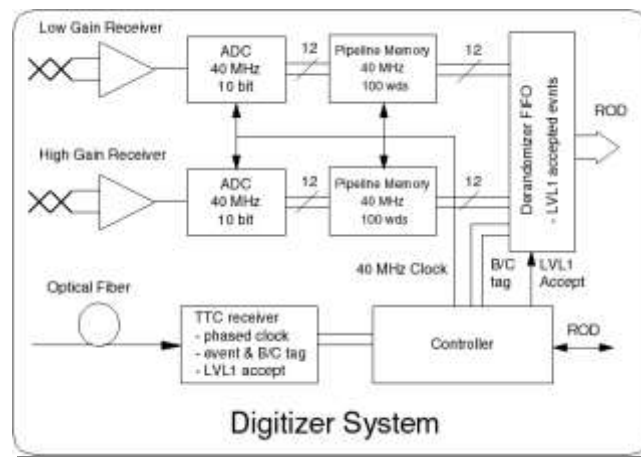 Low Gain Receiver
ADC
40 MHz
10 bit
12
Pipeline Memory
40 MHz
100 wds
12
Derandomizer FIFO
- LVL1 accepted evnts
ROD
High Gain Receiver
ADC
40 MHz
10 bit
12
Pipeline Memory
40 MHz
100 wds
12
40 MHz Clock
B/C
tag
LVL1
Accept
Optical Fiber
TTC receiver
- phased clock
- event & B/C tag
- LVL1 accept
Controller
ROD
Digitizer System